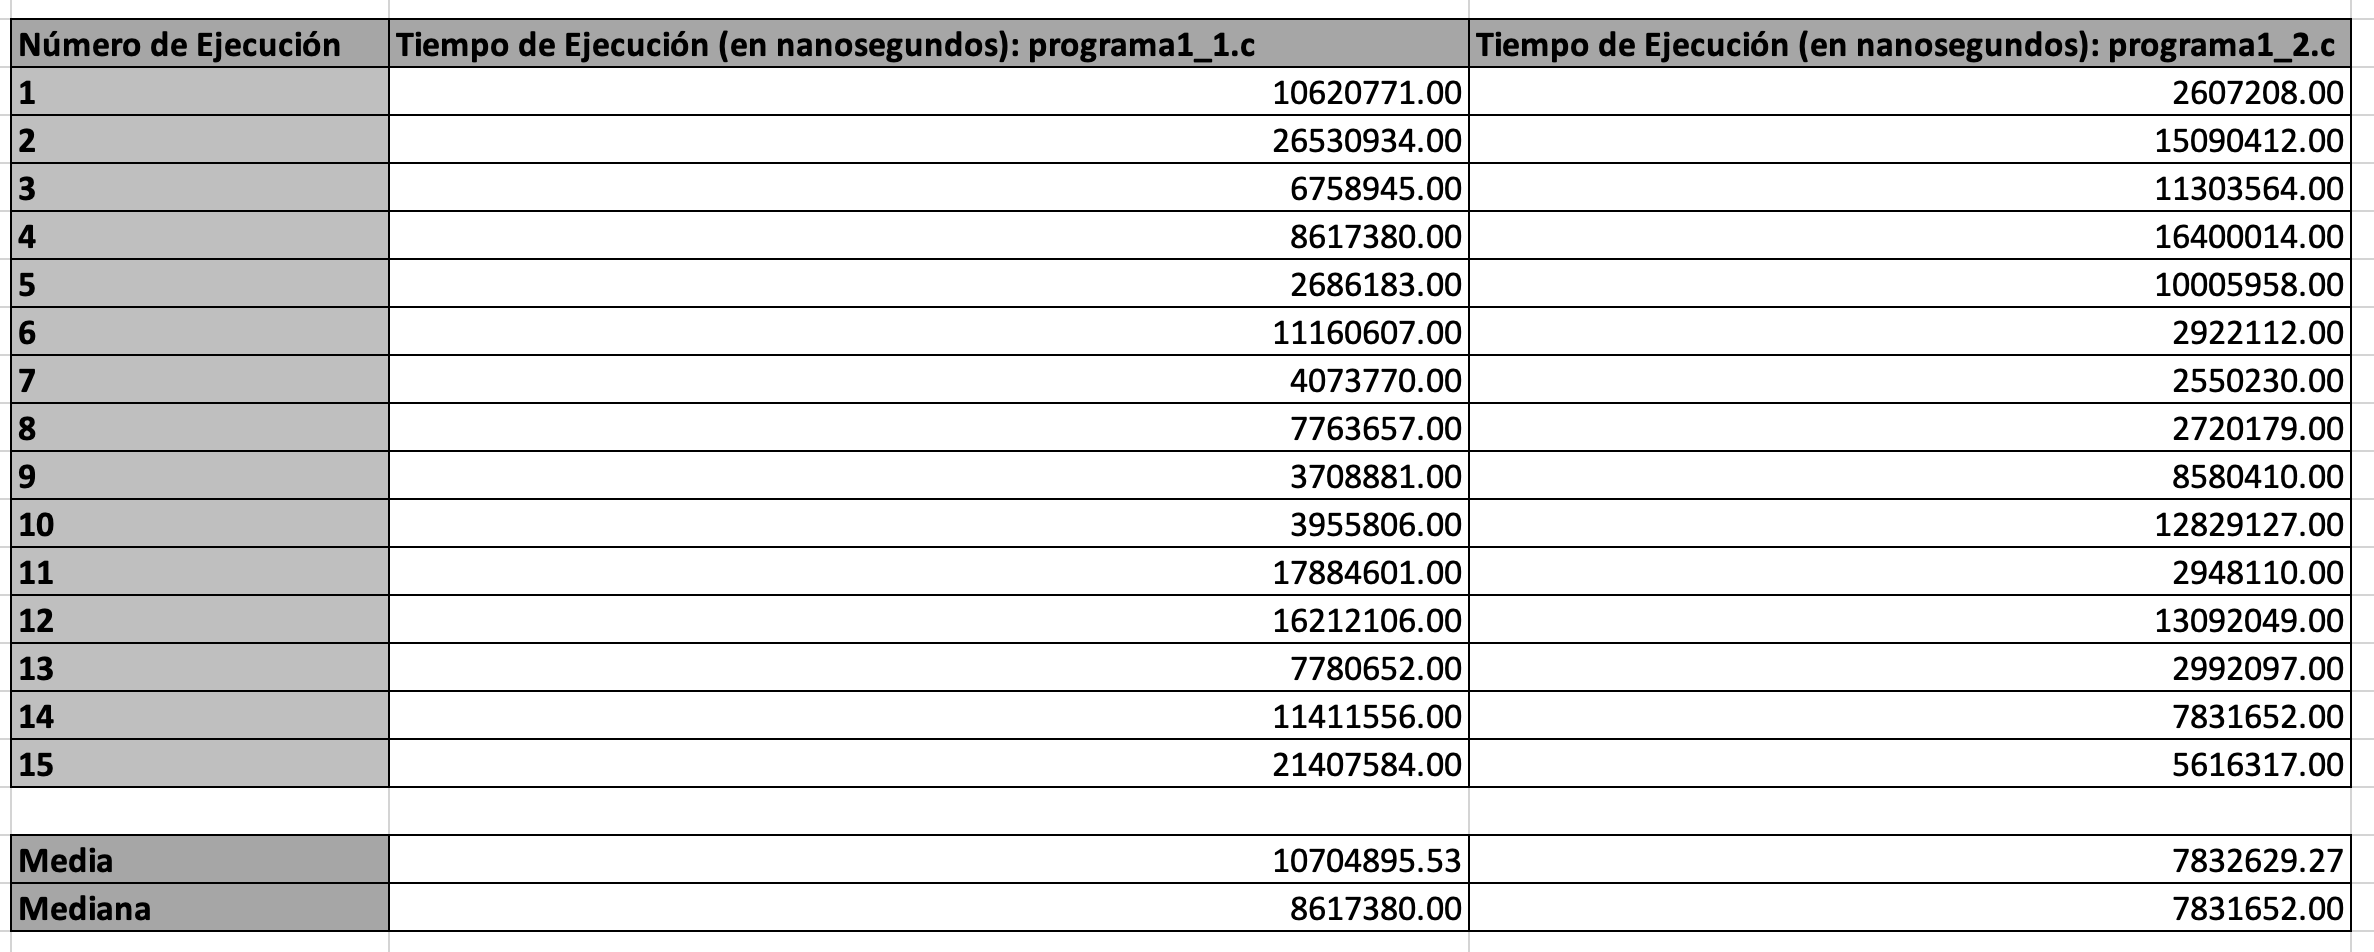 Número de Ejecución Tiempo de Ejecución (en nanosegundos): programa1_1.c Tiempo de Ejecución (en nanosegundos): programa1_2.c
1 10620771.00 2607208.00
2 26530934.00 15090412.00
3 6758945.00 11303564.00
4 8617380.00 16400014.00
5 2686183.00 10005958.00
6 11160607.00 2922112.00
7 4073770.00 2550230.00
8 7763657.00 2720179.00
9 3708881.00 8580410.00
10 3955806.00 12829127.00
11 17884601.00 2948110.00
12 16212106.00 13092049.00
13 7780652.00 2992097.00
14 11411556.00 7831652.00
15 21407584.00 5616317.00
Media 10704895.53 7832629.27
Mediana 8617380.00 7831652.00